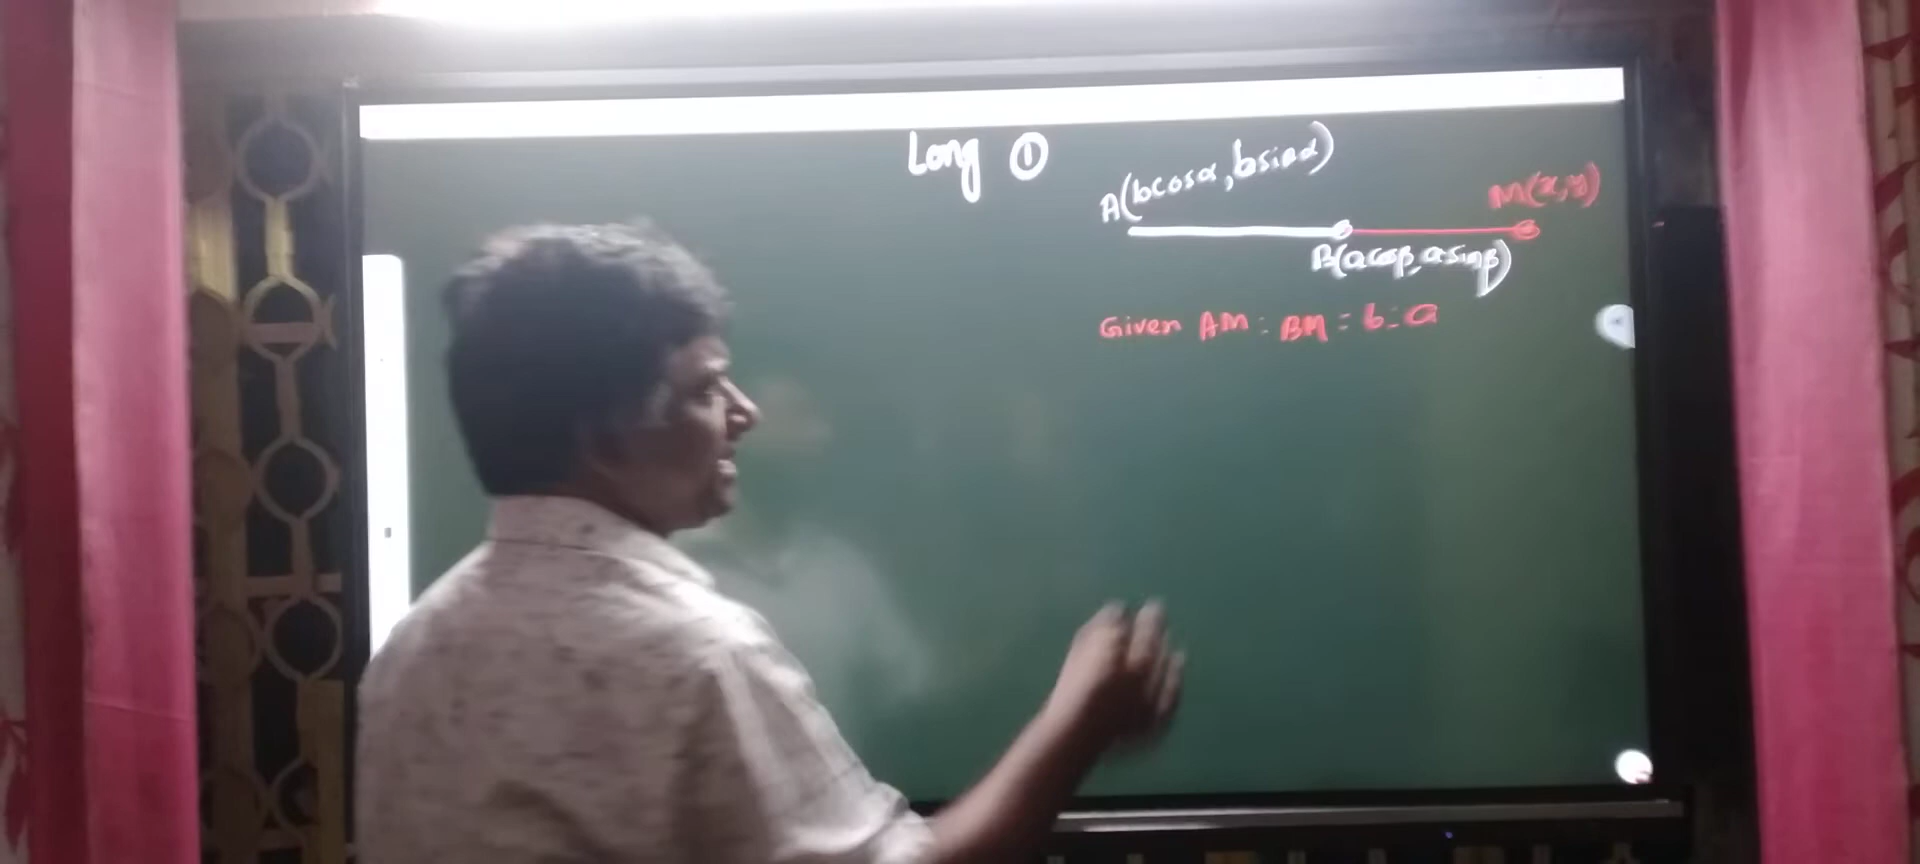 Long ①
A(bcosα, bsinα)
M(x,y)
B(acosβ, asinβ)
Given AM : BM = b : a